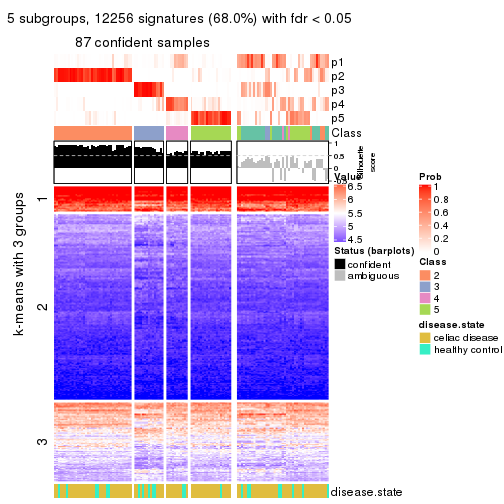 5 subgroups, 12256 signatures (68.0%) with fdr < 0.05
87 confident samples
p1
p2
p3
p4
p5
Class
1
0.5
0
-0.5
Silhouette
score
k-means with 3 groups
1
2
3
Value
6.5
6
5.5
5
4.5
Status (barplots)
confident
ambiguous
Prob
1
0.8
0.6
0.4
0.2
0
Class
2
3
4
5
disease.state
celiac disease
healthy control
disease.state